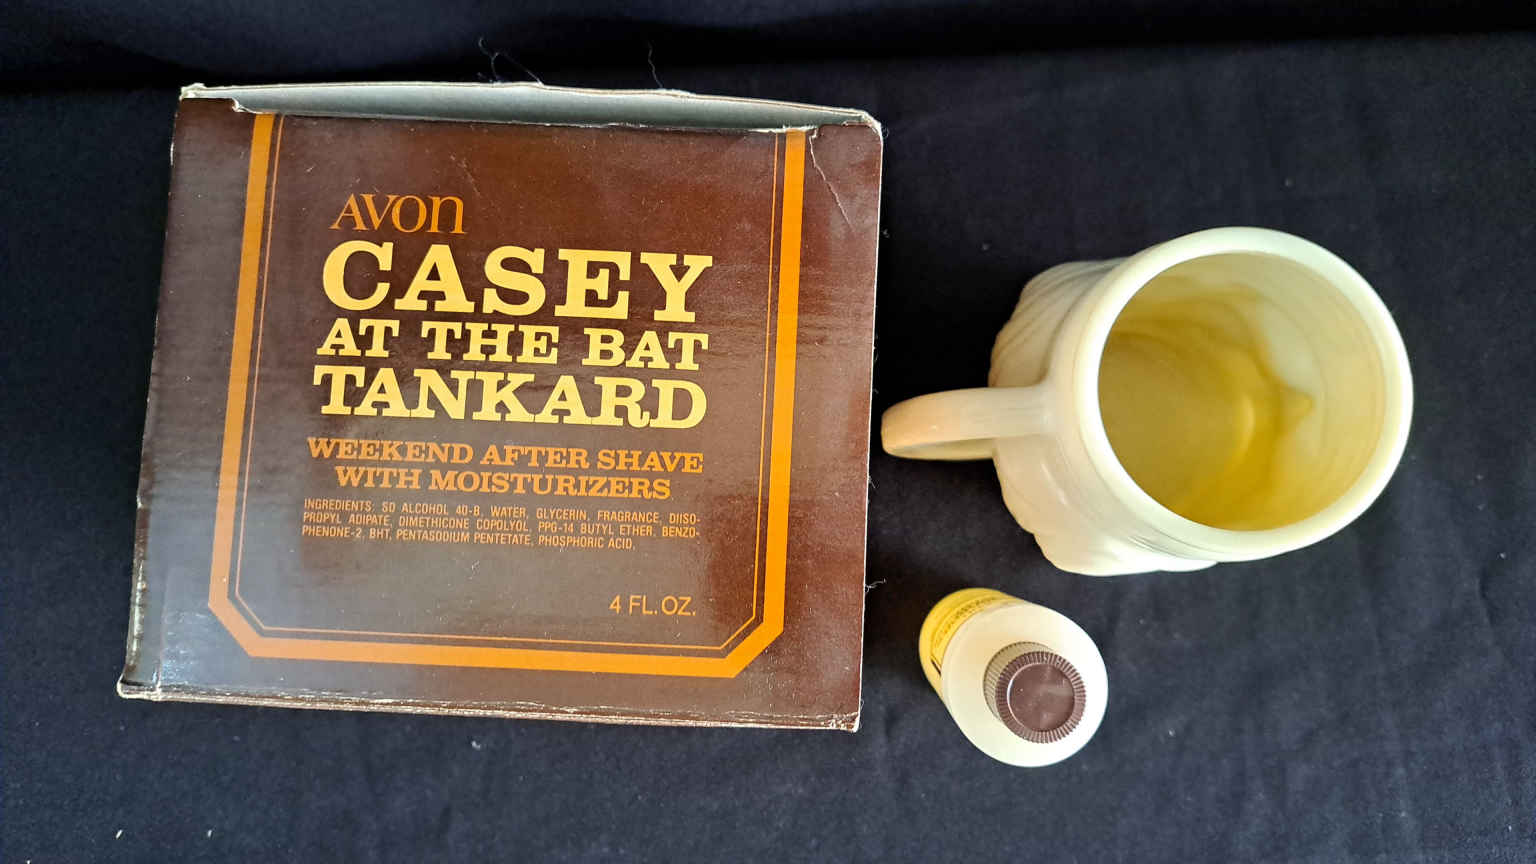 AVON
CASEY
AT THE BAT
TANKARD
WEEKEND AFTER SHAVE
WITH MOISTURIZERS
INGREDIENTS: SD ALCOHOL 40-B, WATER, GLYCERIN, FRAGRANCE, DIISO-
PROPYL ADIPATE, DIMETHICONE COPOLYOL, PPG-14 BUTYL ETHER, BENZO-
PHENONE-2, BHT, PENTASODIUM PENTETATE, PHOSPHORIC ACID.
4 FL. OZ.